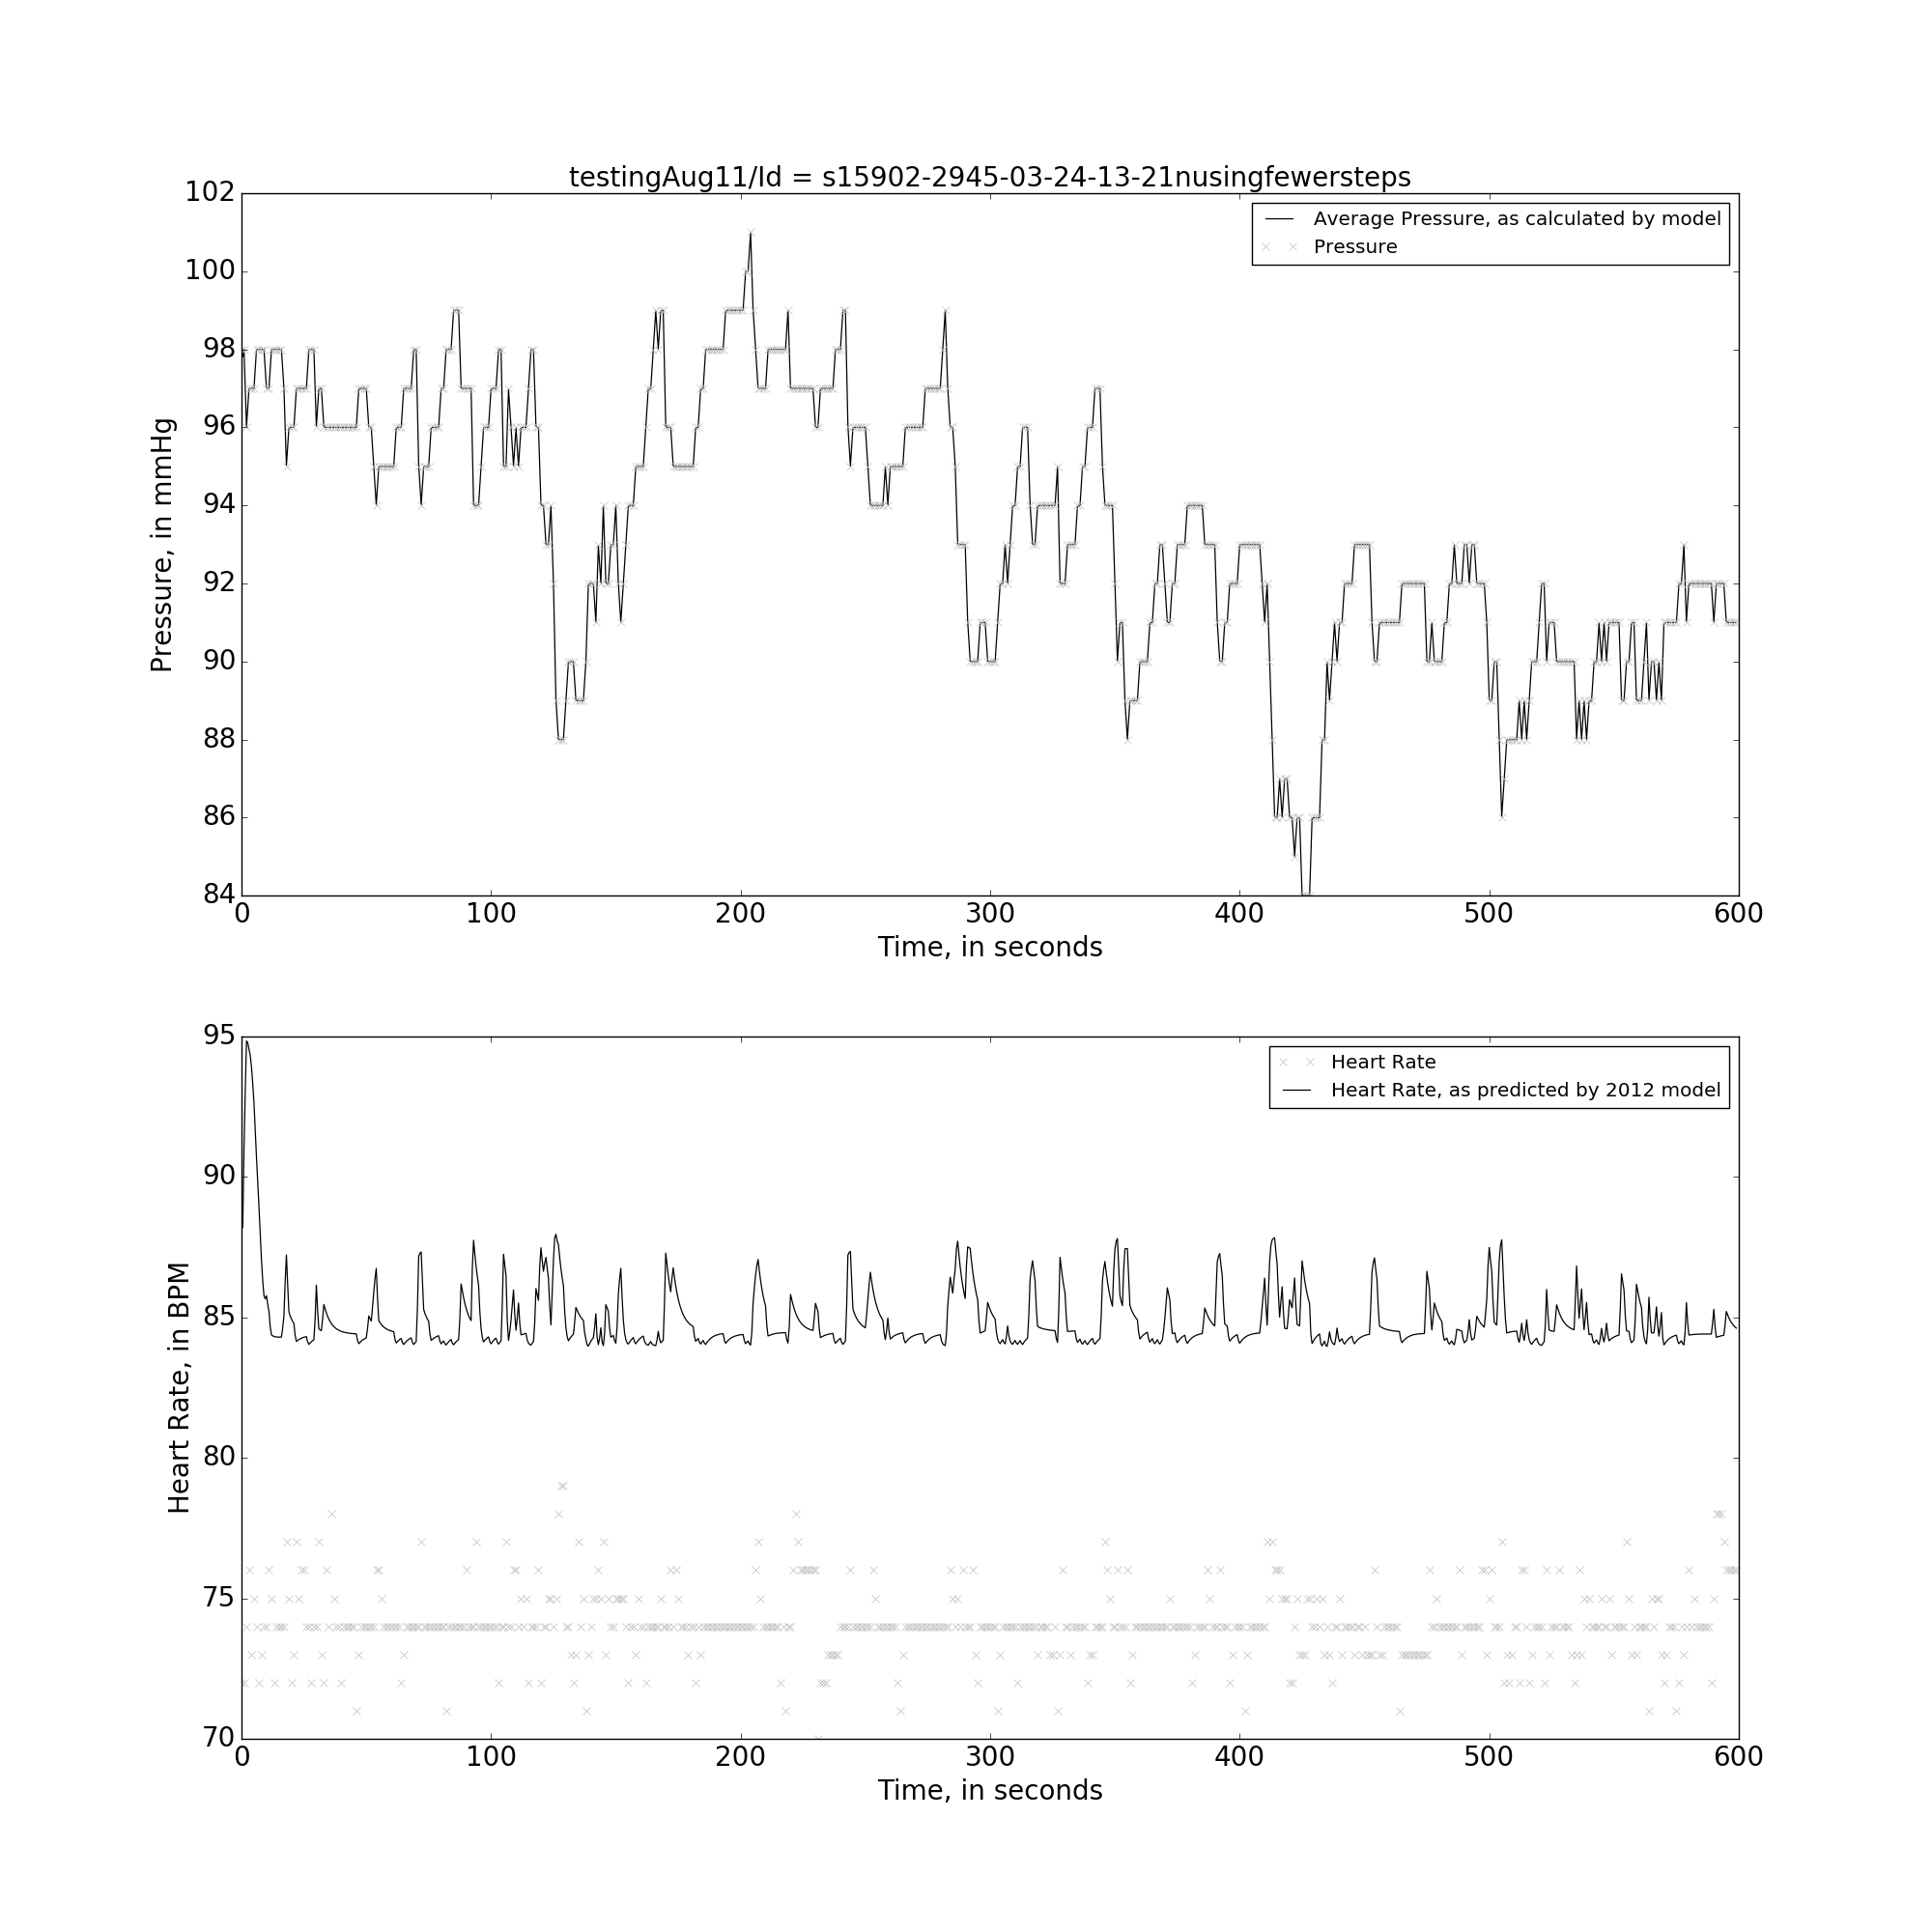 testingAug11/Id = s15902-2945-03-24-13-21nusingfewersteps
102
100
98
96
94
92
90
88
86
84
Pressure, in mmHg
Average Pressure, as calculated by model
Pressure
0 100 200 300 400 500 600
Time, in seconds
95
90
85
80
75
70
Heart Rate, in BPM
Heart Rate
Heart Rate, as predicted by 2012 model
0 100 200 300 400 500 600
Time, in seconds